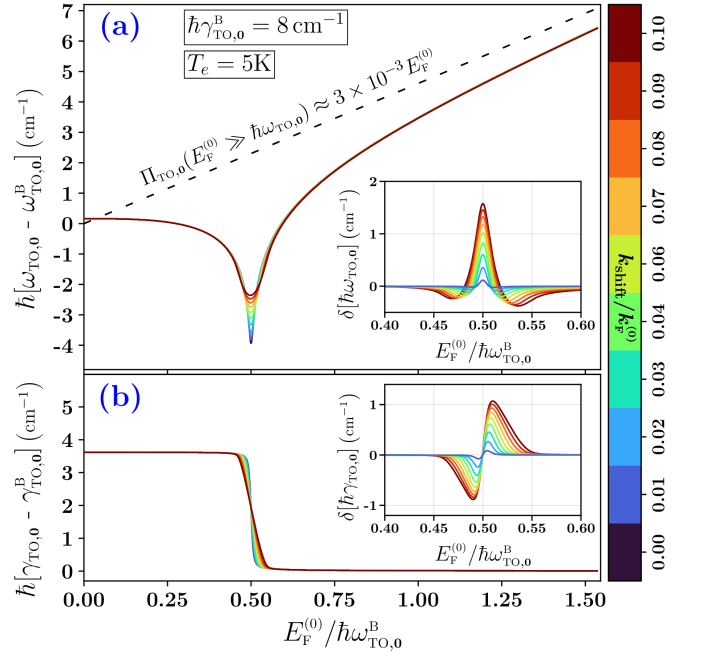 (a)
ħγ^B_TO,0 = 8 cm⁻¹
T_e = 5K
Π_TO,0(E_F^(0) ≫ ħω_TO,0) ≈ 3 × 10⁻³ E_F^(0)
ħ[ω_TO,0 - ω^B_TO,0] (cm⁻¹)
7
6
5
4
3
2
1
0
-1
-2
-3
-4
δ[ħω_TO,0] (cm⁻¹)
2
1
0
0.40 0.45 0.50 0.55 0.60
E_F^(0)/ħω^B_TO,0
(b)
ħ[γ_TO,0 - γ^B_TO,0] (cm⁻¹)
5
4
3
2
1
0
δ[ħγ_TO,0] (cm⁻¹)
1
0
-1
0.40 0.45 0.50 0.55 0.60
E_F^(0)/ħω^B_TO,0
0.00 0.25 0.50 0.75 1.00 1.25 1.50
E_F^(0)/ħω^B_TO,0
k_shift/k_F^(0)
0.10
0.09
0.08
0.07
0.06
0.04
0.03
0.02
0.01
0.00